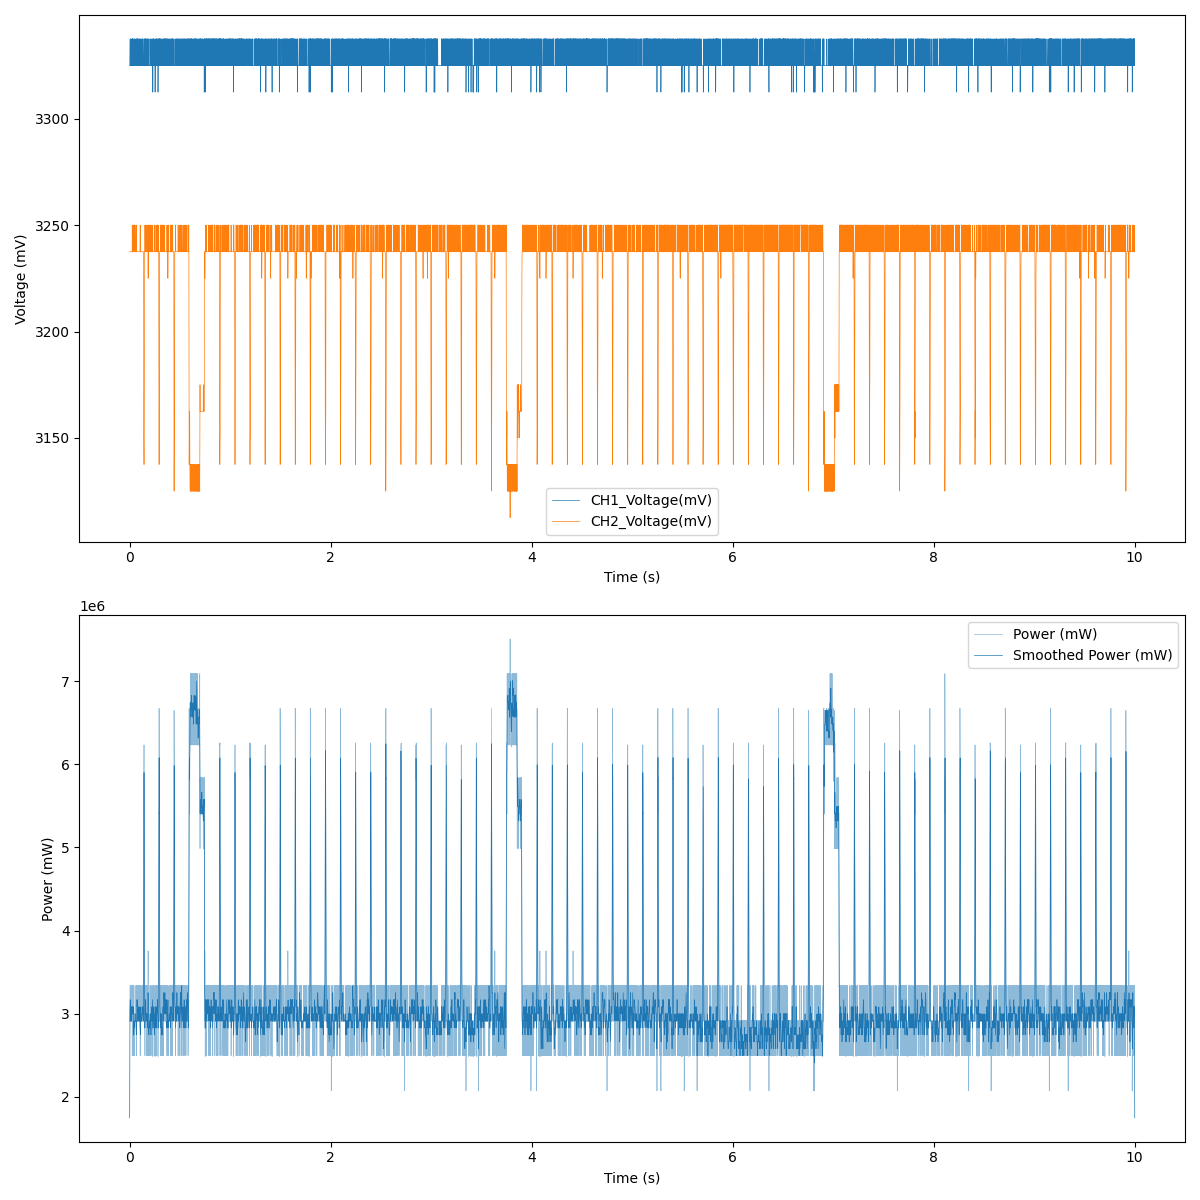 3300
3250
3200
3150
Voltage (mV)
CH1_Voltage(mV)
CH2_Voltage(mV)
0 2 4 6 8 10
Time (s)
1e6
7
6
5
4
3
2
Power (mW)
Power (mW)
Smoothed Power (mW)
0 2 4 6 8 10
Time (s)